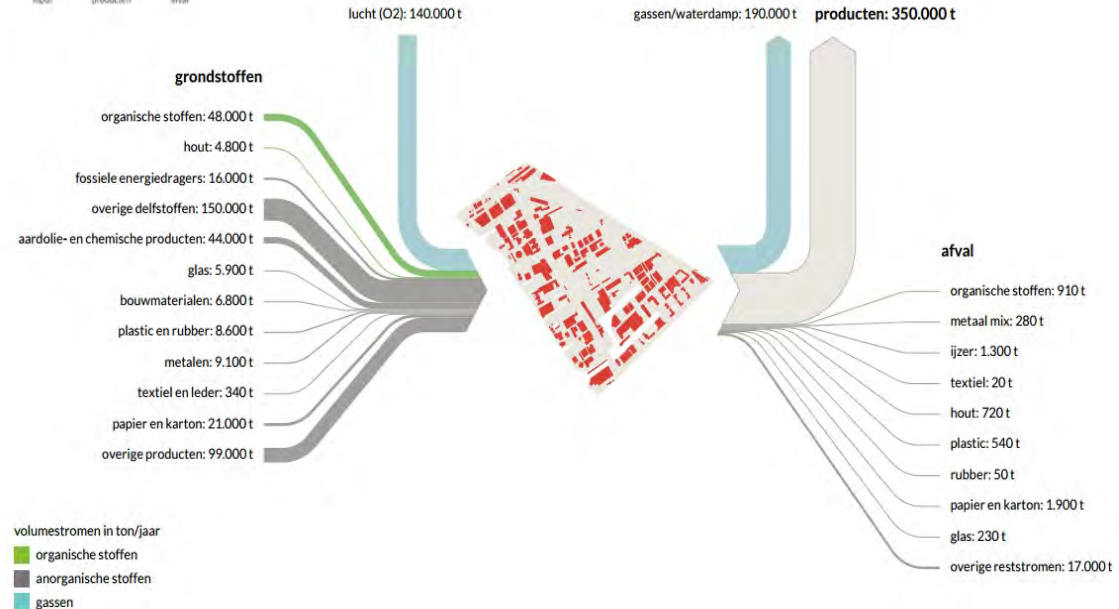 input producten afval
lucht (O2): 140.000 t
gassen/waterdamp: 190.000 t
producten: 350.000 t
grondstoffen
organische stoffen: 48.000 t
hout: 4.800 t
fossiele energiedragers: 16.000 t
overige delfstoffen: 150.000 t
aardolie- en chemische producten: 44.000 t
glas: 5.900 t
bouwmaterialen: 6.800 t
plastic en rubber: 8.600 t
metalen: 9.100 t
textiel en leder: 340 t
papier en karton: 21.000 t
overige producten: 99.000 t
afval
organische stoffen: 910 t
metaal mix: 280 t
ijzer: 1.300 t
textiel: 20 t
hout: 720 t
plastic: 540 t
rubber: 50 t
papier en karton: 1.900 t
glas: 230 t
overige reststromen: 17.000 t
volumestromen in ton/jaar
organische stoffen
anorganische stoffen
gassen